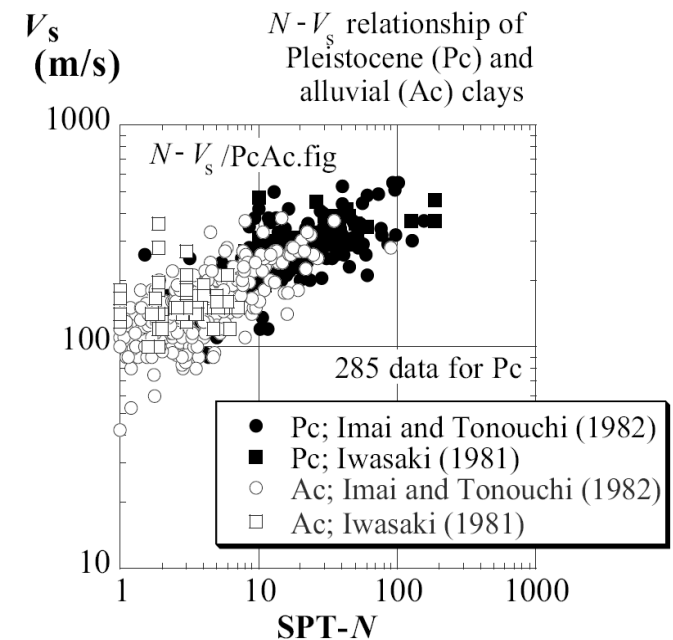 Vs
(m/s)
N - Vs relationship of
Pleistocene (Pc) and
alluvial (Ac) clays
1000
N - Vs /PcAc.fig
100
285 data for Pc
Pc; Imai and Tonouchi (1982)
Pc; Iwasaki (1981)
Ac; Imai and Tonouchi (1982)
Ac; Iwasaki (1981)
10
1 10 100 1000
SPT-N